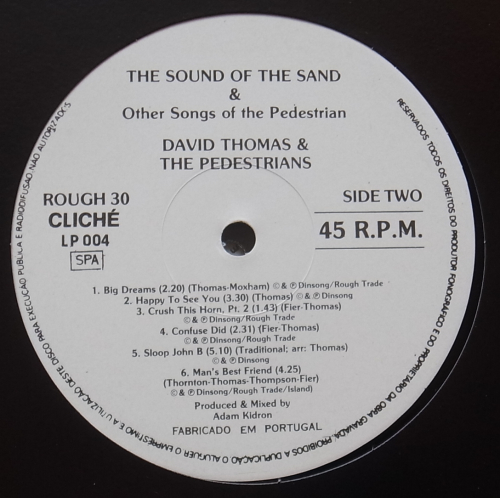 THE SOUND OF THE SAND
&
Other Songs of the Pedestrian
DAVID THOMAS &
THE PEDESTRIANS
ROUGH 30
CLICHÉ
LP 004
SPA
SIDE TWO
45 R.P.M.
1. Big Dreams (2.20) (Thomas-Moxham) © & ℗ Dinsong/Rough Trade
2. Happy To See You (3.30) (Thomas) © & ℗ Dinsong
3. Crush This Horn, Pt. 2 (1.43) (Fier-Thomas)
© & ℗ Dinsong/Rough Trade
4. Confuse Did (2.31) (Fier-Thomas)
© & ℗ Dinsong/Rough Trade
5. Sloop John B (5.10) (Traditional; arr: Thomas)
© & ℗ Dinsong
6. Man's Best Friend (4.25)
(Thornton-Thomas-Thompson-Fier)
© & ℗ Dinsong/Rough Trade/Island)
Produced & Mixed by
Adam Kidron
FABRICADO EM PORTUGAL
RESERVADOS TODOS OS DIREITOS DO PRODUTOR FONOGRÁFICO E DO PROPRIETÁRIO DA OBRA GRAVADA. PROIBIDOS A DUPLICAÇÃO O ALUGUER O EMPRÉSTIMO E A UTILIZAÇÃO DESTE DISCO PARA EXECUÇÃO PÚBLICA E RADIODIFUSÃO NÃO AUTORIZADOS